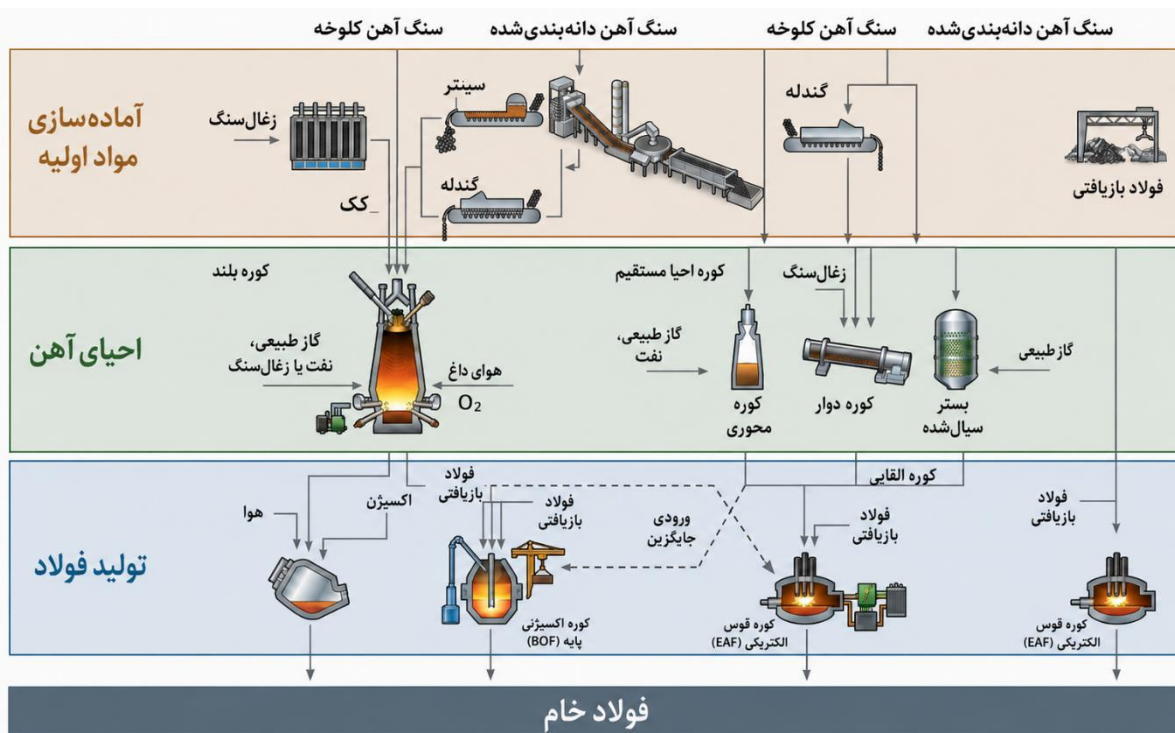 سنگ آهن دانه‌بندی‌شده
سنگ آهن کلوخه
سنگ آهن دانه‌بندی‌شده
سنگ آهن کلوخه
آماده‌سازی
مواد اولیه
زغال‌سنگ
_کک
سینتر
گندله
گندله
فولاد بازیافتی
احیای آهن
کوره بلند
گاز طبیعی،
نفت یا زغال‌سنگ
هوای داغ
O₂
کوره احیا مستقیم
گاز طبیعی،
نفت
کوره
محوری
زغال‌سنگ
کوره دوار
بستر
سیال‌شده
گاز طبیعی
تولید فولاد
هوا
اکسیژن
فولاد
بازیافتی
فولاد
بازیافتی
کوره اکسیژنی
پایه (BOF)
ورودی
جایگزین
کوره القایی
فولاد
بازیافتی
کوره قوس
الکتریکی (EAF)
فولاد
بازیافتی
کوره قوس
الکتریکی (EAF)
فولاد خام